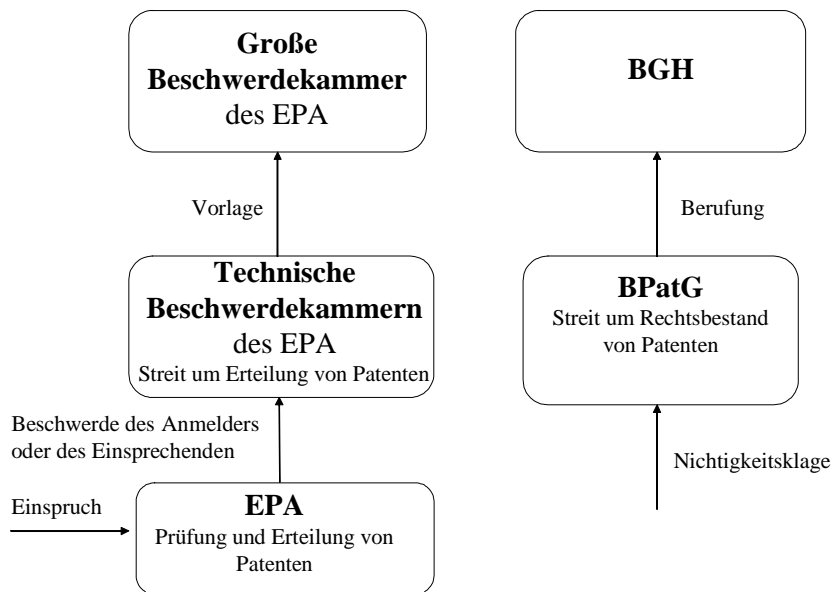 Große
Beschwerdekammer
des EPA
Vorlage
Technische
Beschwerdekammern
des EPA
Streit um Erteilung von Patenten
Beschwerde des Anmelders
oder des Einsprechenden
Einspruch
EPA
Prüfung und Erteilung von
Patenten
BGH
Berufung
BPatG
Streit um Rechtsbestand
von Patenten
Nichtigkeitsklage